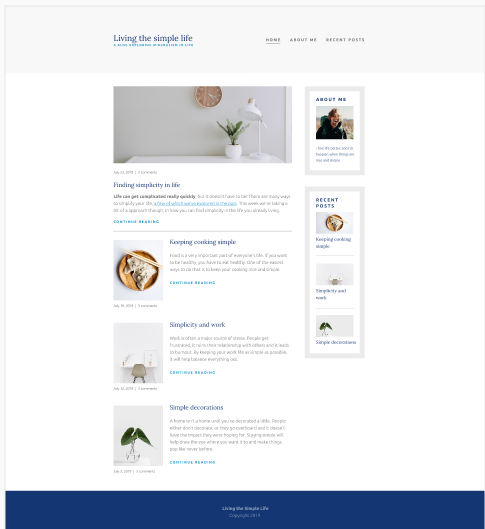 Living the simple life
A BLOG EXPLORING MINIMALISM IN LIFE
HOME ABOUT ME RECENT POSTS
July 23, 2019 | 3 comments
Finding simplicity in life
Life can get complicated really quickly, but it doesn't have to be! There are many ways
to simplify your life, a few of which we've explored in the past. This week we're taking a
bit of a approach though, in how you can find simplicity in the life you already living.
CONTINUE READING
Keeping cooking simple
Food is a very important part of everyone's life. If you want
to be healthy, you have to eat healthy. One of the easiest
ways to do that is to keep your cooking nice and simple.
CONTINUE READING
July 19, 2019 | 3 comments
Simplicity and work
Work is often a major source of stress. People get
frustrated, it ruins their relationship with others and it leads
to burnout. By keeping your work life as simple as possible,
it will help balance everything out.
CONTINUE READING
July 12, 2019 | 3 comments
Simple decorations
A home isn't a home until you've decorated a little. People
either don't decorate, or they go overboard and it doesn't
have the impact they were hoping for. Staying simple will
help draw the eye where you want it to and make things
pop like never before.
CONTINUE READING
July 3, 2019 | 3 comments
ABOUT ME
I find life better, and I'm
happier, when things are
nice and simple.
RECENT
POSTS
Keeping cooking
simple
Simplicity and
work
Simple decorations
Living the Simple Life
Copyright 2019